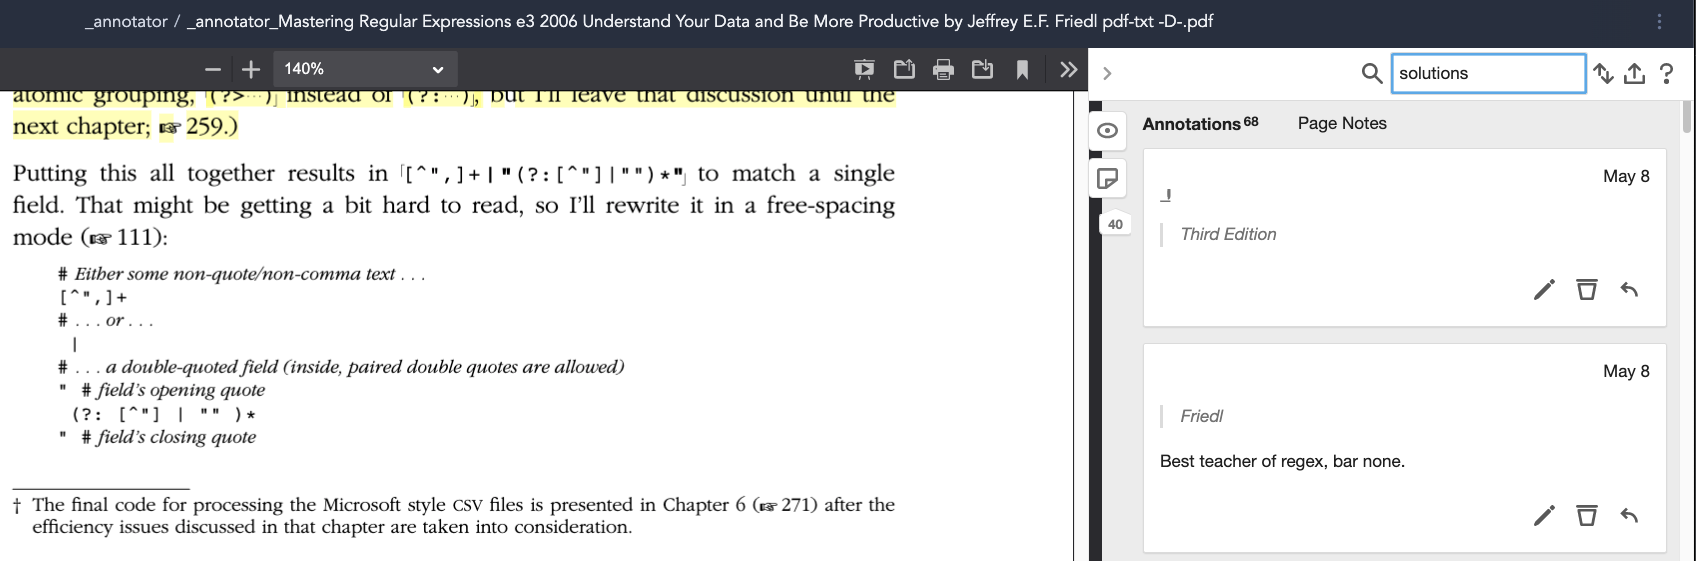 _annotator / _annotator_Mastering Regular Expressions e3 2006 Understand Your Data and Be More Productive by Jeffrey E.F. Friedl pdf-txt -D-.pdf
140%
solutions
?
atomic grouping, ⌈(?>···)⌋ instead of ⌈(?:···)⌋, but I'll leave that discussion until the
next chapter; ☞ 259.)
Putting this all together results in ⌈[^",]+|"(?:[^"]|"")*"⌋ to match a single
field. That might be getting a bit hard to read, so I'll rewrite it in a free-spacing
mode (☞ 111):
# Either some non-quote/non-comma text . . .
[^",]+
# . . . or . . .
|
# . . . a double-quoted field (inside, paired double quotes are allowed)
" # field's opening quote
(?: [^"] | "" )*
" # field's closing quote
† The final code for processing the Microsoft style CSV files is presented in Chapter 6 (☞ 271) after the
efficiency issues discussed in that chapter are taken into consideration.
Annotations 68 Page Notes
40
May 8
_!
Third Edition
May 8
Friedl
Best teacher of regex, bar none.